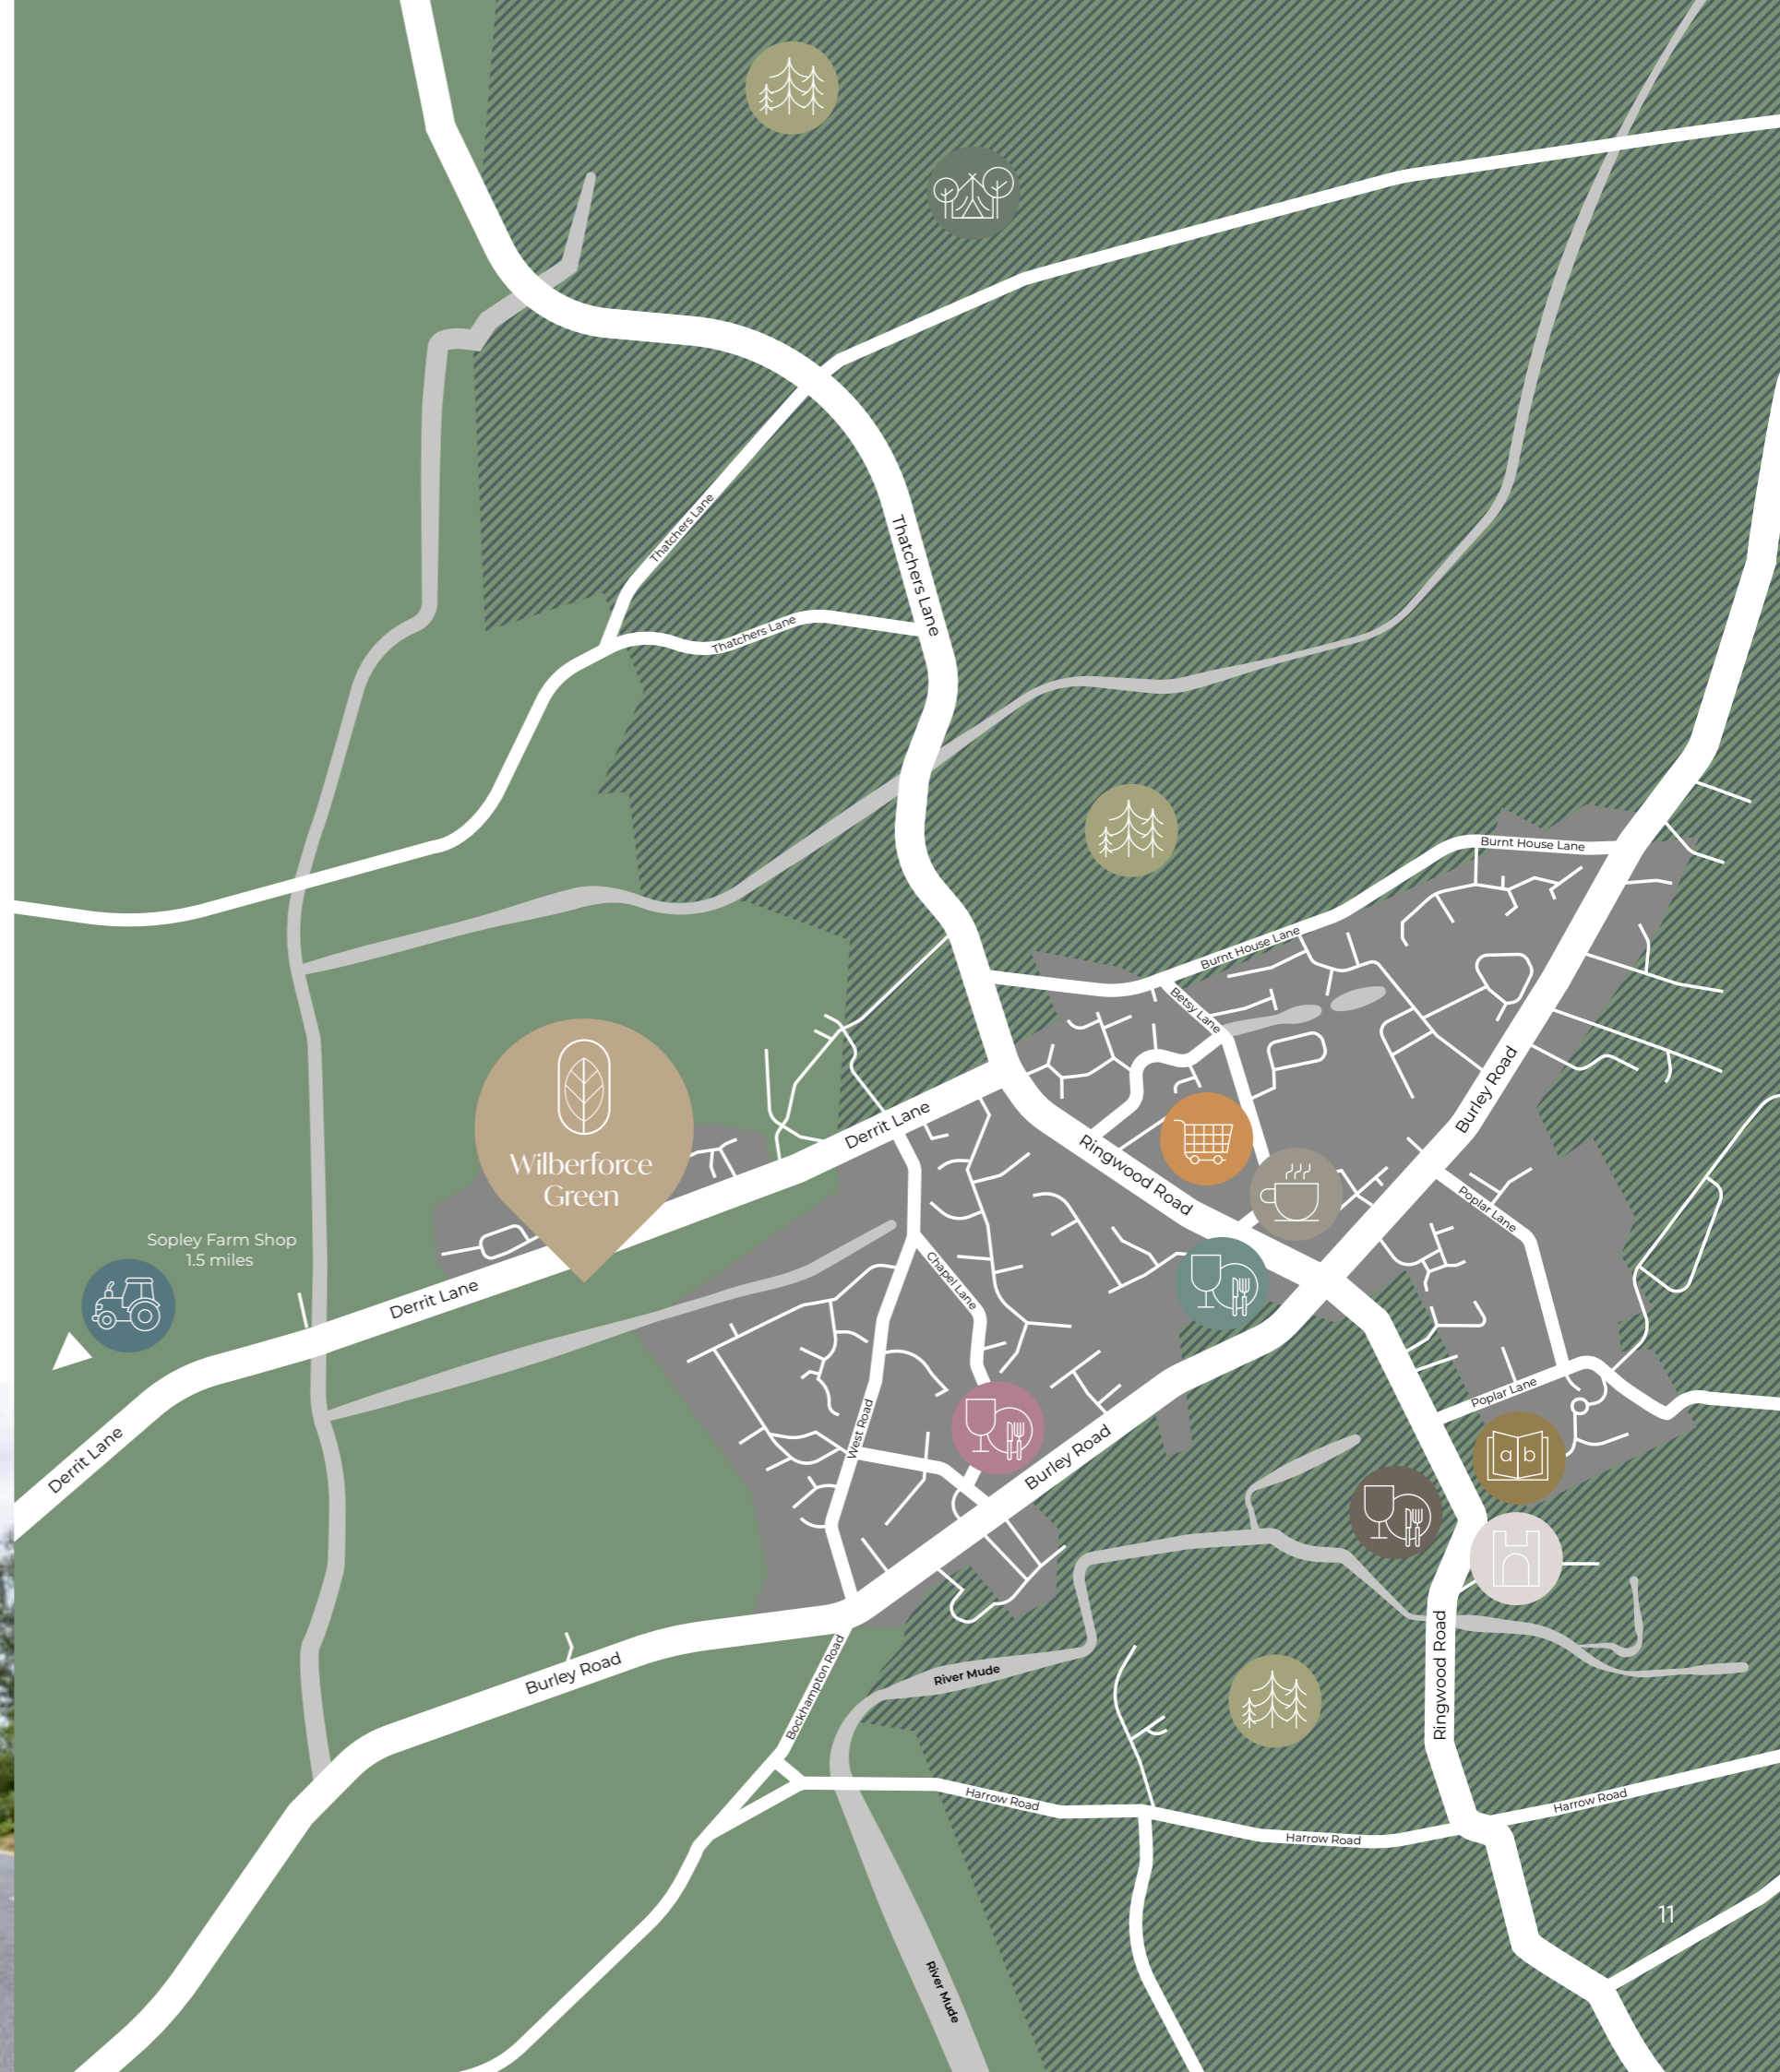 Thatchers Lane
Thatchers Lane
Thatchers Lane
Burnt House Lane
Burnt House Lane
Betsy Lane
Burley Road
Derrit Lane
Ringwood Road
Wilberforce
Green
Poplar Lane
Sopley Farm Shop
1.5 miles
Chapel Lane
Derrit Lane
Poplar Lane
West Road
Burley Road
a b
Derrit Lane
Burley Road
River Mude
Bockhampton Road
Ringwood Road
Harrow Road
Harrow Road
Harrow Road
11
River Mude